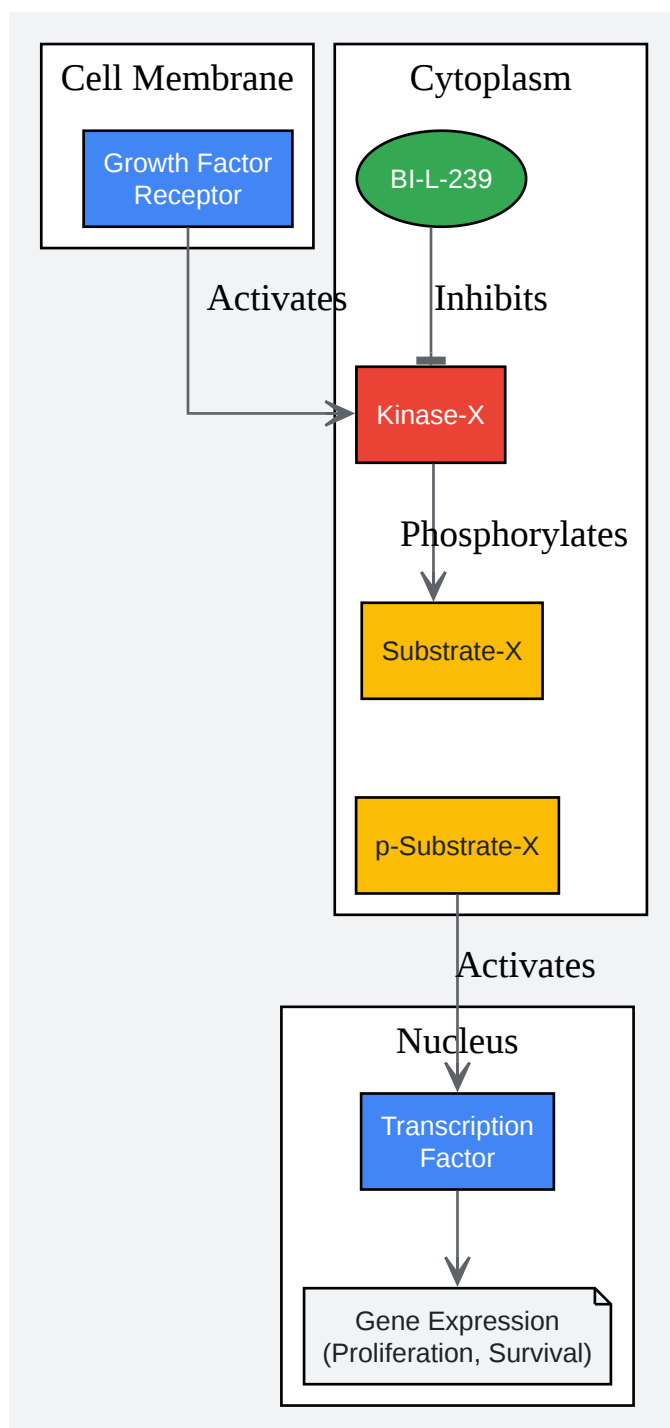 Cell Membrane
Growth Factor
Receptor
Cytoplasm
BI-L-239
Activates
Inhibits
Kinase-X
Phosphorylates
Substrate-X
p-Substrate-X
Activates
Nucleus
Transcription
Factor
Gene Expression
(Proliferation, Survival)